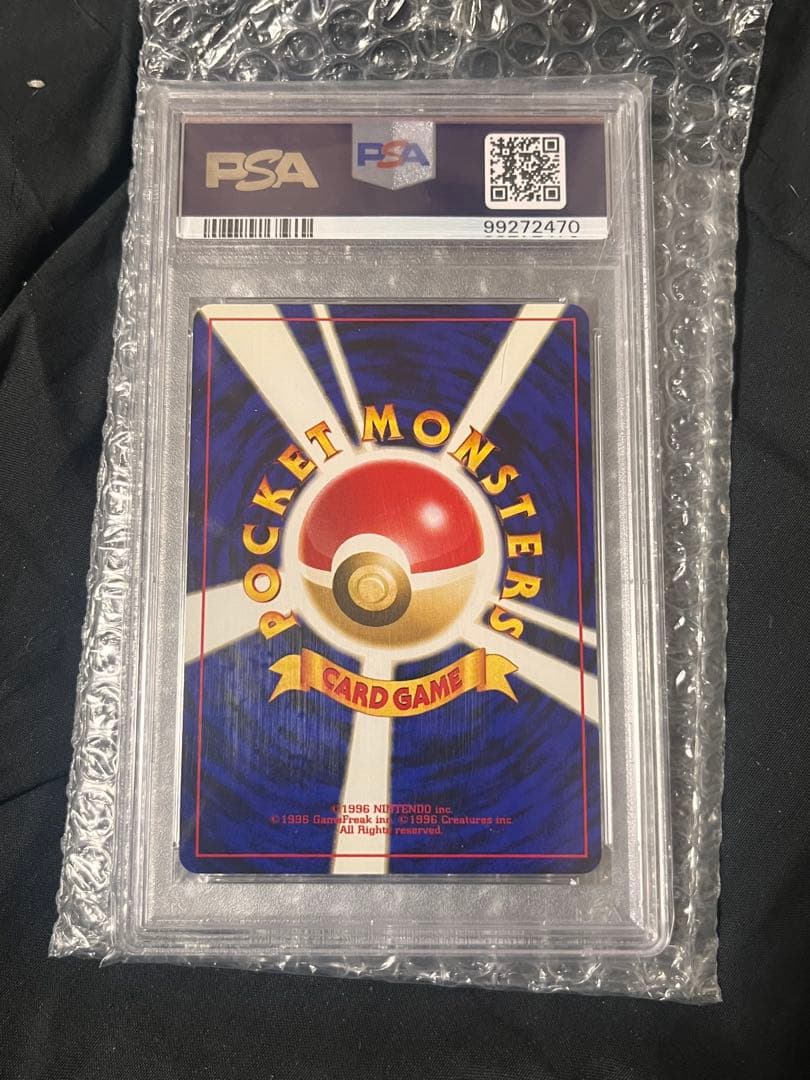 PSA
PSA
99272470
POCKET MONSTERS
CARD GAME
©1996 NINTENDO inc.
©1996 GameFreak inc. ©1996 Creatures inc.
All Rights reserved.